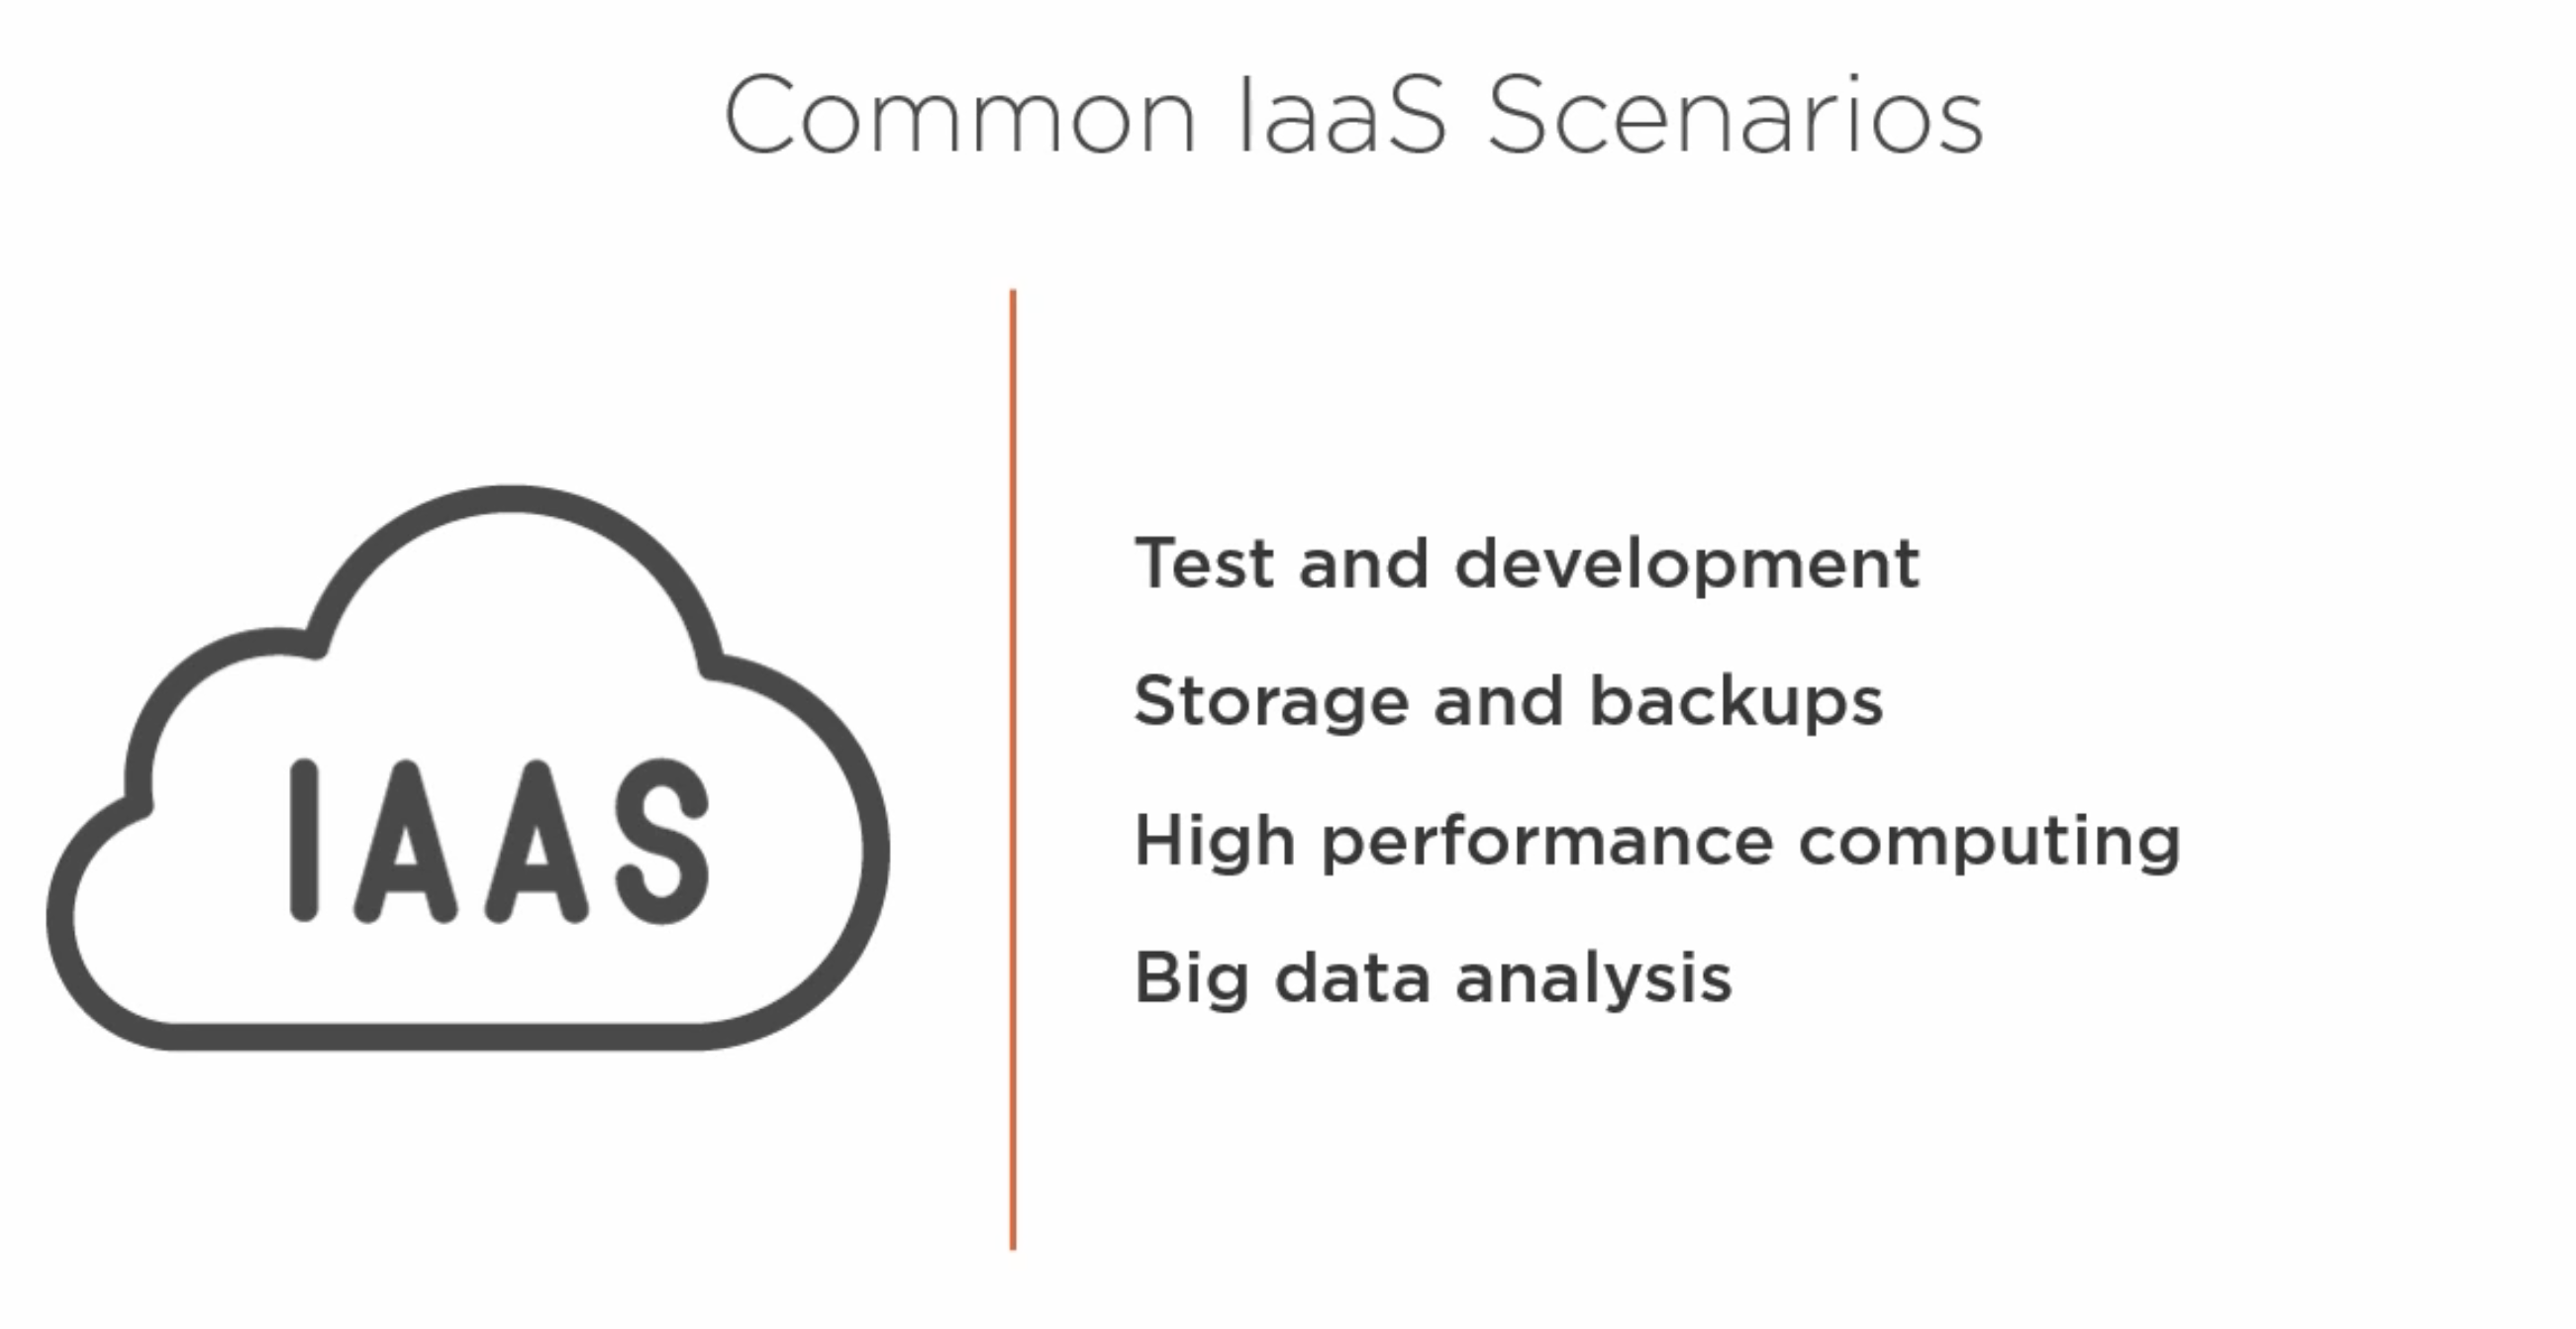 Common IaaS Scenarios
IAAS
Test and development
Storage and backups
High performance computing
Big data analysis